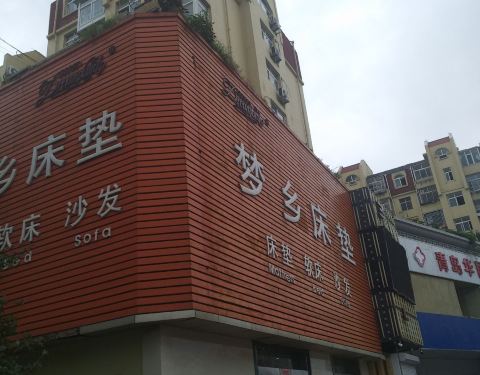 乡床垫
软床 沙发
sofa
梦乡床垫
床垫 软床 沙发
青岛华